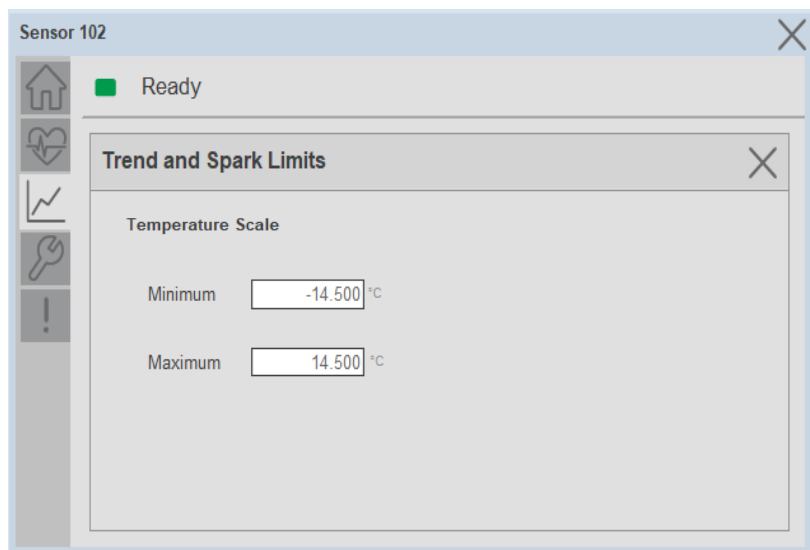 Sensor 102
Ready
Trend and Spark Limits
Temperature Scale
Minimum -14.500 °C
Maximum 14.500 °C